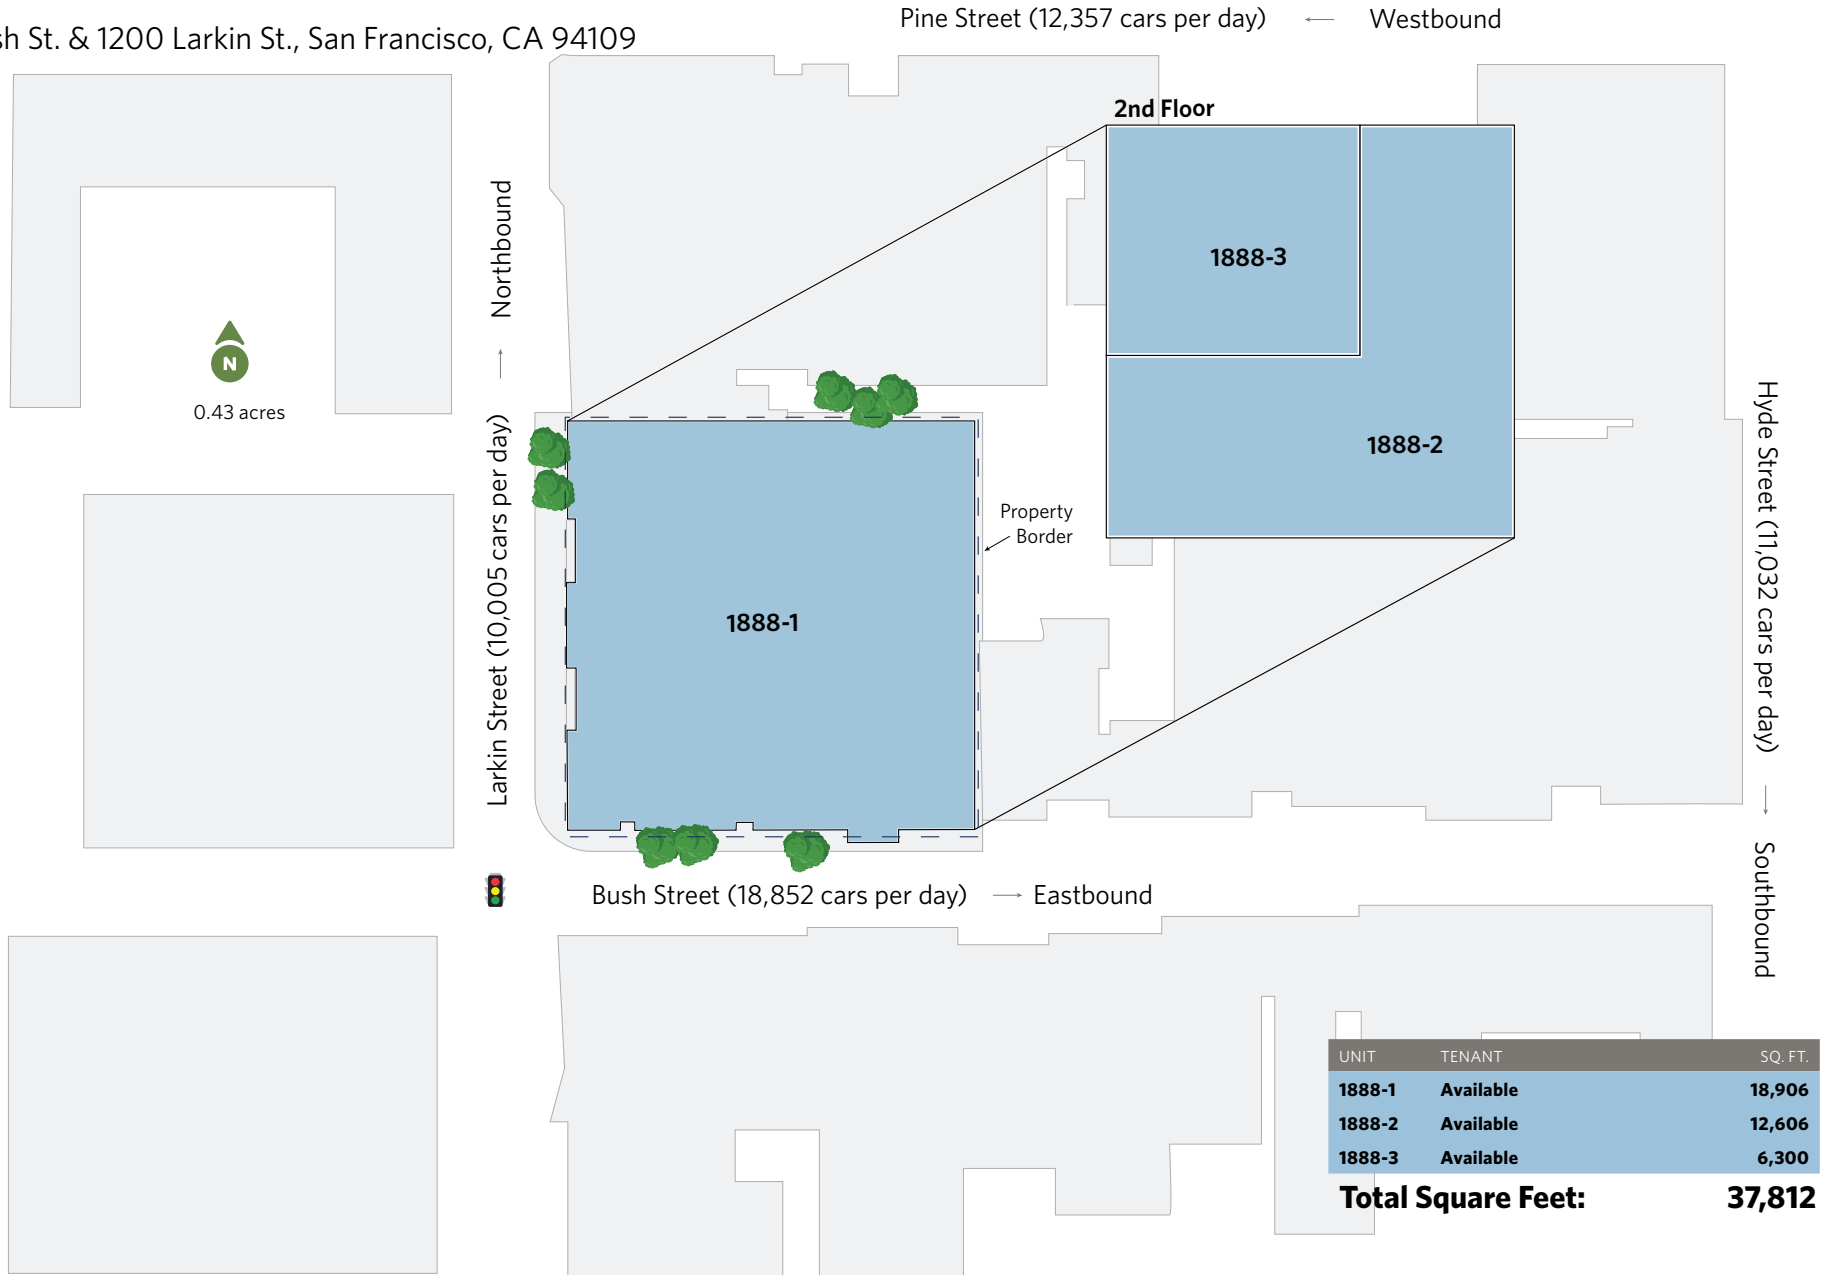 St. & 1200 Larkin St., San Francisco, CA 94109
Pine Street (12,357 cars per day) ← Westbound
2nd Floor
Northbound
1888-3
N
0.43 acres
1888-2
Larkin Street (10,005 cars per day)
Hyde Street (11,032 cars per day)
Property
Border
1888-1
Southbound
Bush Street (18,852 cars per day) → Eastbound
UNIT TENANT SQ. FT.
1888-1 Available 18,906
1888-2 Available 12,606
1888-3 Available 6,300
Total Square Feet: 37,812